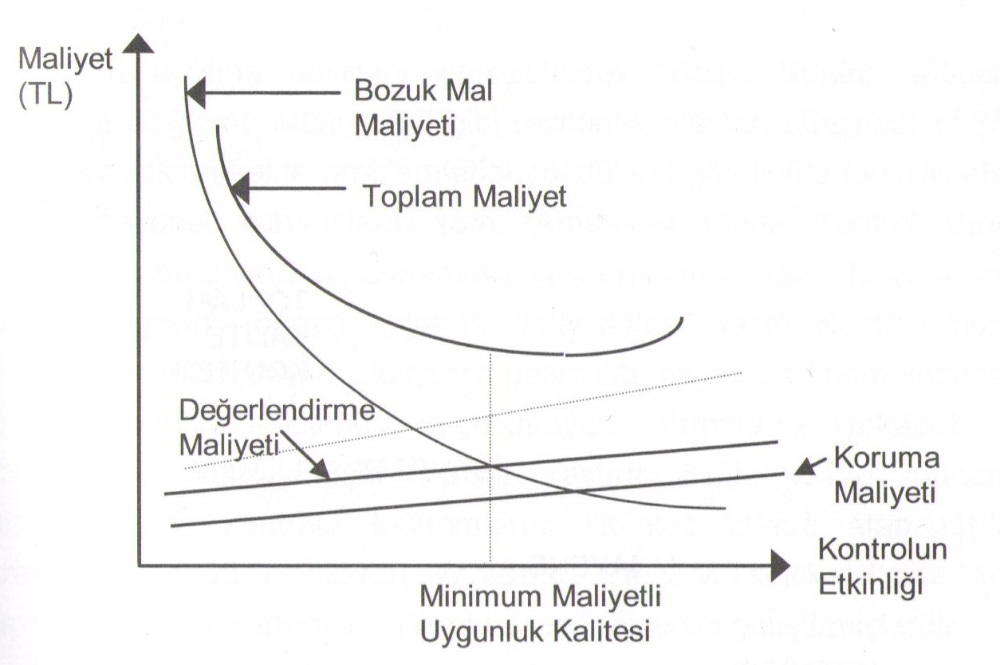 Maliyet
(TL)
Bozuk Mal
Maliyeti
Toplam Maliyet
Değerlendirme
Maliyeti
Koruma
Maliyeti
Kontrolun
Etkinliği
Minimum Maliyetli
Uygunluk Kalitesi